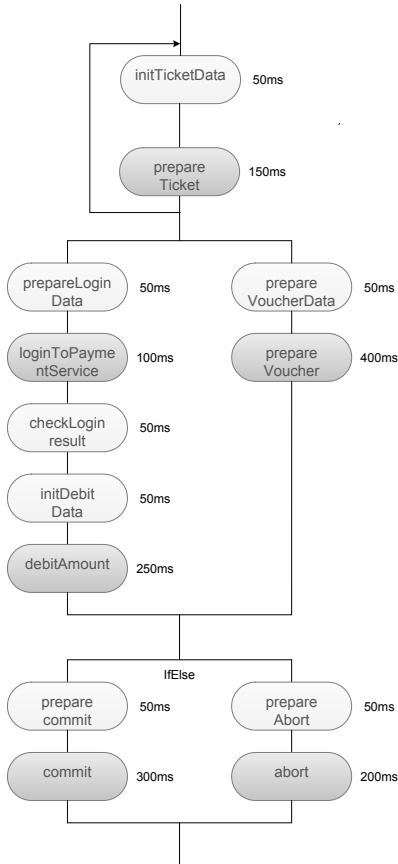 initTicketData
50ms
prepare
Ticket
150ms
prepareLogin
Data
50ms
prepare
VoucherData
50ms
loginToPayme
ntService
100ms
prepare
Voucher
400ms
checkLogin
result
50ms
initDebit
Data
50ms
debitAmount
250ms
IfElse
prepare
commit
50ms
prepare
Abort
50ms
commit
300ms
abort
200ms